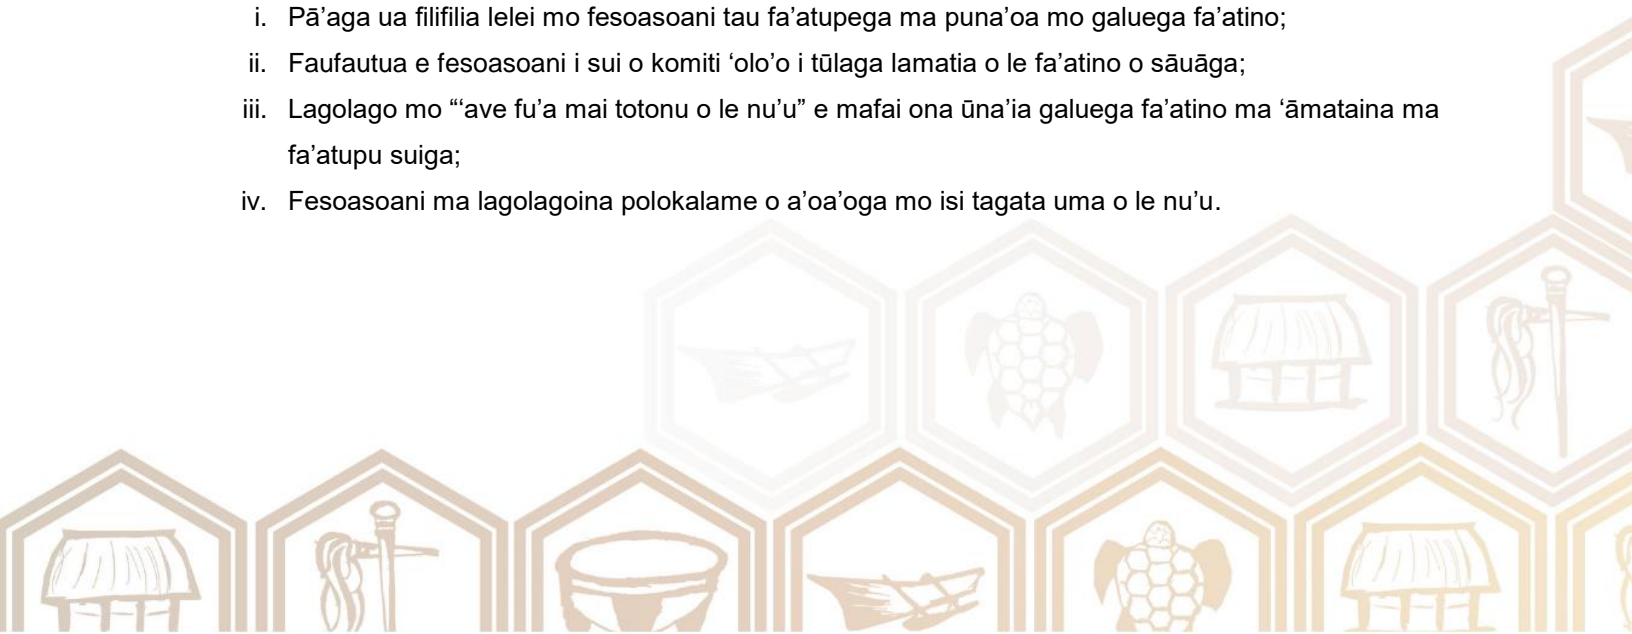 i. Pā’aga ua filifilia lelei mo fesoasoani tau fa’atupega ma puna’oa mo galuega fa’atino;
ii. Faufautua e fesoasoani i sui o komiti ‘olo’o i tūlaga lamatia o le fa’atino o sāuāga;
iii. Lagolago mo “‘ave fu’a mai totonu o le nu’u” e mafai ona ūna’ia galuega fa’atino ma ‘āmataina ma
fa’atupu suiga;
iv. Fesoasoani ma lagolagoina polokalame o a’oa’oga mo isi tagata uma o le nu’u.